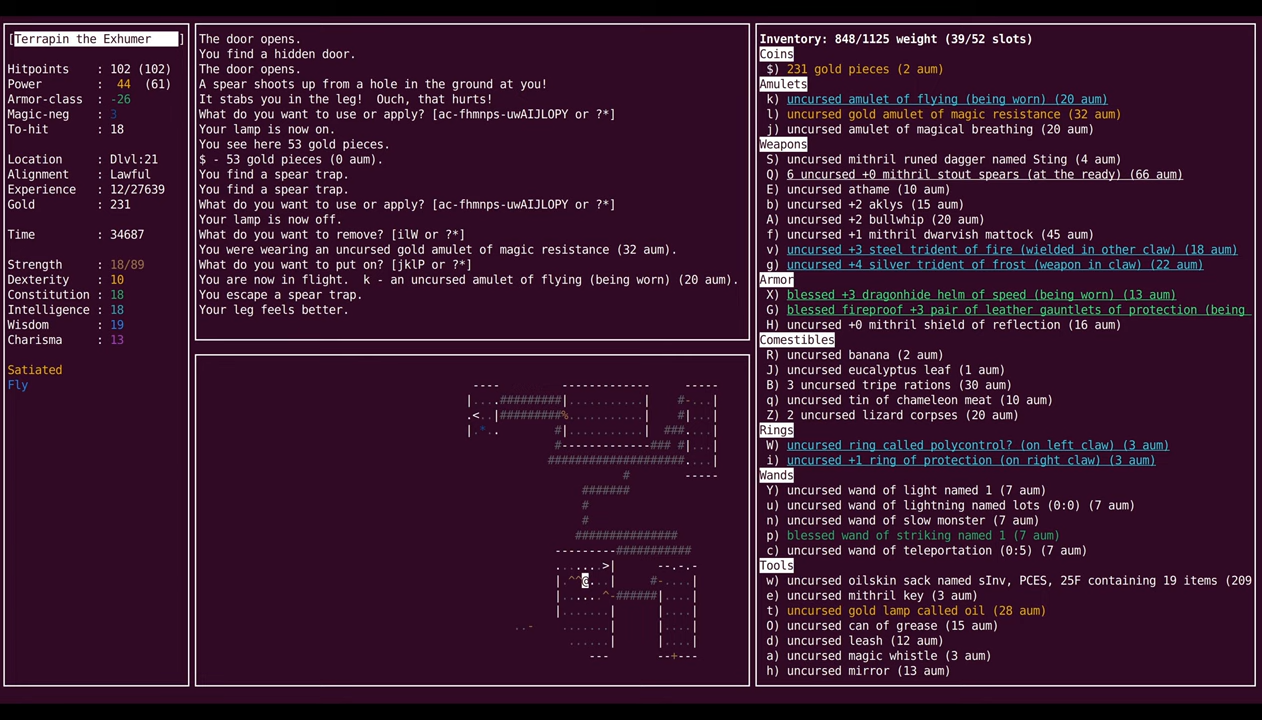 [Terrapin the Exhumer ]
Hitpoints : 102 (102)
Power : 44 (61)
Armor-class : -26
Magic-neg : 3
To-hit : 18
Location : Dlvl:21
Alignment : Lawful
Experience : 12/27639
Gold : 231
Time : 34687
Strength : 18/89
Dexterity : 10
Constitution : 18
Intelligence : 18
Wisdom : 19
Charisma : 13
Satiated
Fly
The door opens.
You find a hidden door.
The door opens.
A spear shoots up from a hole in the ground at you!
It stabs you in the leg! Ouch, that hurts!
What do you want to use or apply? [ac-fhmnps-uwAIJLOPY or ?*]
Your lamp is now on.
You see here 53 gold pieces.
$ - 53 gold pieces (0 aum).
You find a spear trap.
You find a spear trap.
What do you want to use or apply? [ac-fhmnps-uwAIJLOPY or ?*]
Your lamp is now off.
What do you want to remove? [ilW or ?*]
You were wearing an uncursed gold amulet of magic resistance (32 aum).
What do you want to put on? [jklP or ?*]
You are now in flight. k - an uncursed amulet of flying (being worn) (20 aum).
You escape a spear trap.
Your leg feels better.
Inventory: 848/1125 weight (39/52 slots)
Coins
$) 231 gold pieces (2 aum)
Amulets
k) uncursed amulet of flying (being worn) (20 aum)
l) uncursed gold amulet of magic resistance (32 aum)
j) uncursed amulet of magical breathing (20 aum)
Weapons
S) uncursed mithril runed dagger named Sting (4 aum)
Q) 6 uncursed +0 mithril stout spears (at the ready) (66 aum)
E) uncursed athame (10 aum)
b) uncursed +2 aklys (15 aum)
A) uncursed +2 bullwhip (20 aum)
f) uncursed +1 mithril dwarvish mattock (45 aum)
v) uncursed +3 steel trident of fire (wielded in other claw) (18 aum)
g) uncursed +4 silver trident of frost (weapon in claw) (22 aum)
Armor
X) blessed +3 dragonhide helm of speed (being worn) (13 aum)
G) blessed fireproof +3 pair of leather gauntlets of protection (being
H) uncursed +0 mithril shield of reflection (16 aum)
Comestibles
R) uncursed banana (2 aum)
J) uncursed eucalyptus leaf (1 aum)
B) 3 uncursed tripe rations (30 aum)
q) uncursed tin of chameleon meat (10 aum)
Z) 2 uncursed lizard corpses (20 aum)
Rings
W) uncursed ring called polycontrol? (on left claw) (3 aum)
i) uncursed +1 ring of protection (on right claw) (3 aum)
Wands
Y) uncursed wand of light named 1 (7 aum)
u) uncursed wand of lightning named lots (0:0) (7 aum)
n) uncursed wand of slow monster (7 aum)
p) blessed wand of striking named 1 (7 aum)
c) uncursed wand of teleportation (0:5) (7 aum)
Tools
w) uncursed oilskin sack named sInv, PCES, 25F containing 19 items (209
e) uncursed mithril key (3 aum)
t) uncursed gold lamp called oil (28 aum)
O) uncursed can of grease (15 aum)
d) uncursed leash (12 aum)
a) uncursed magic whistle (3 aum)
h) uncursed mirror (13 aum)